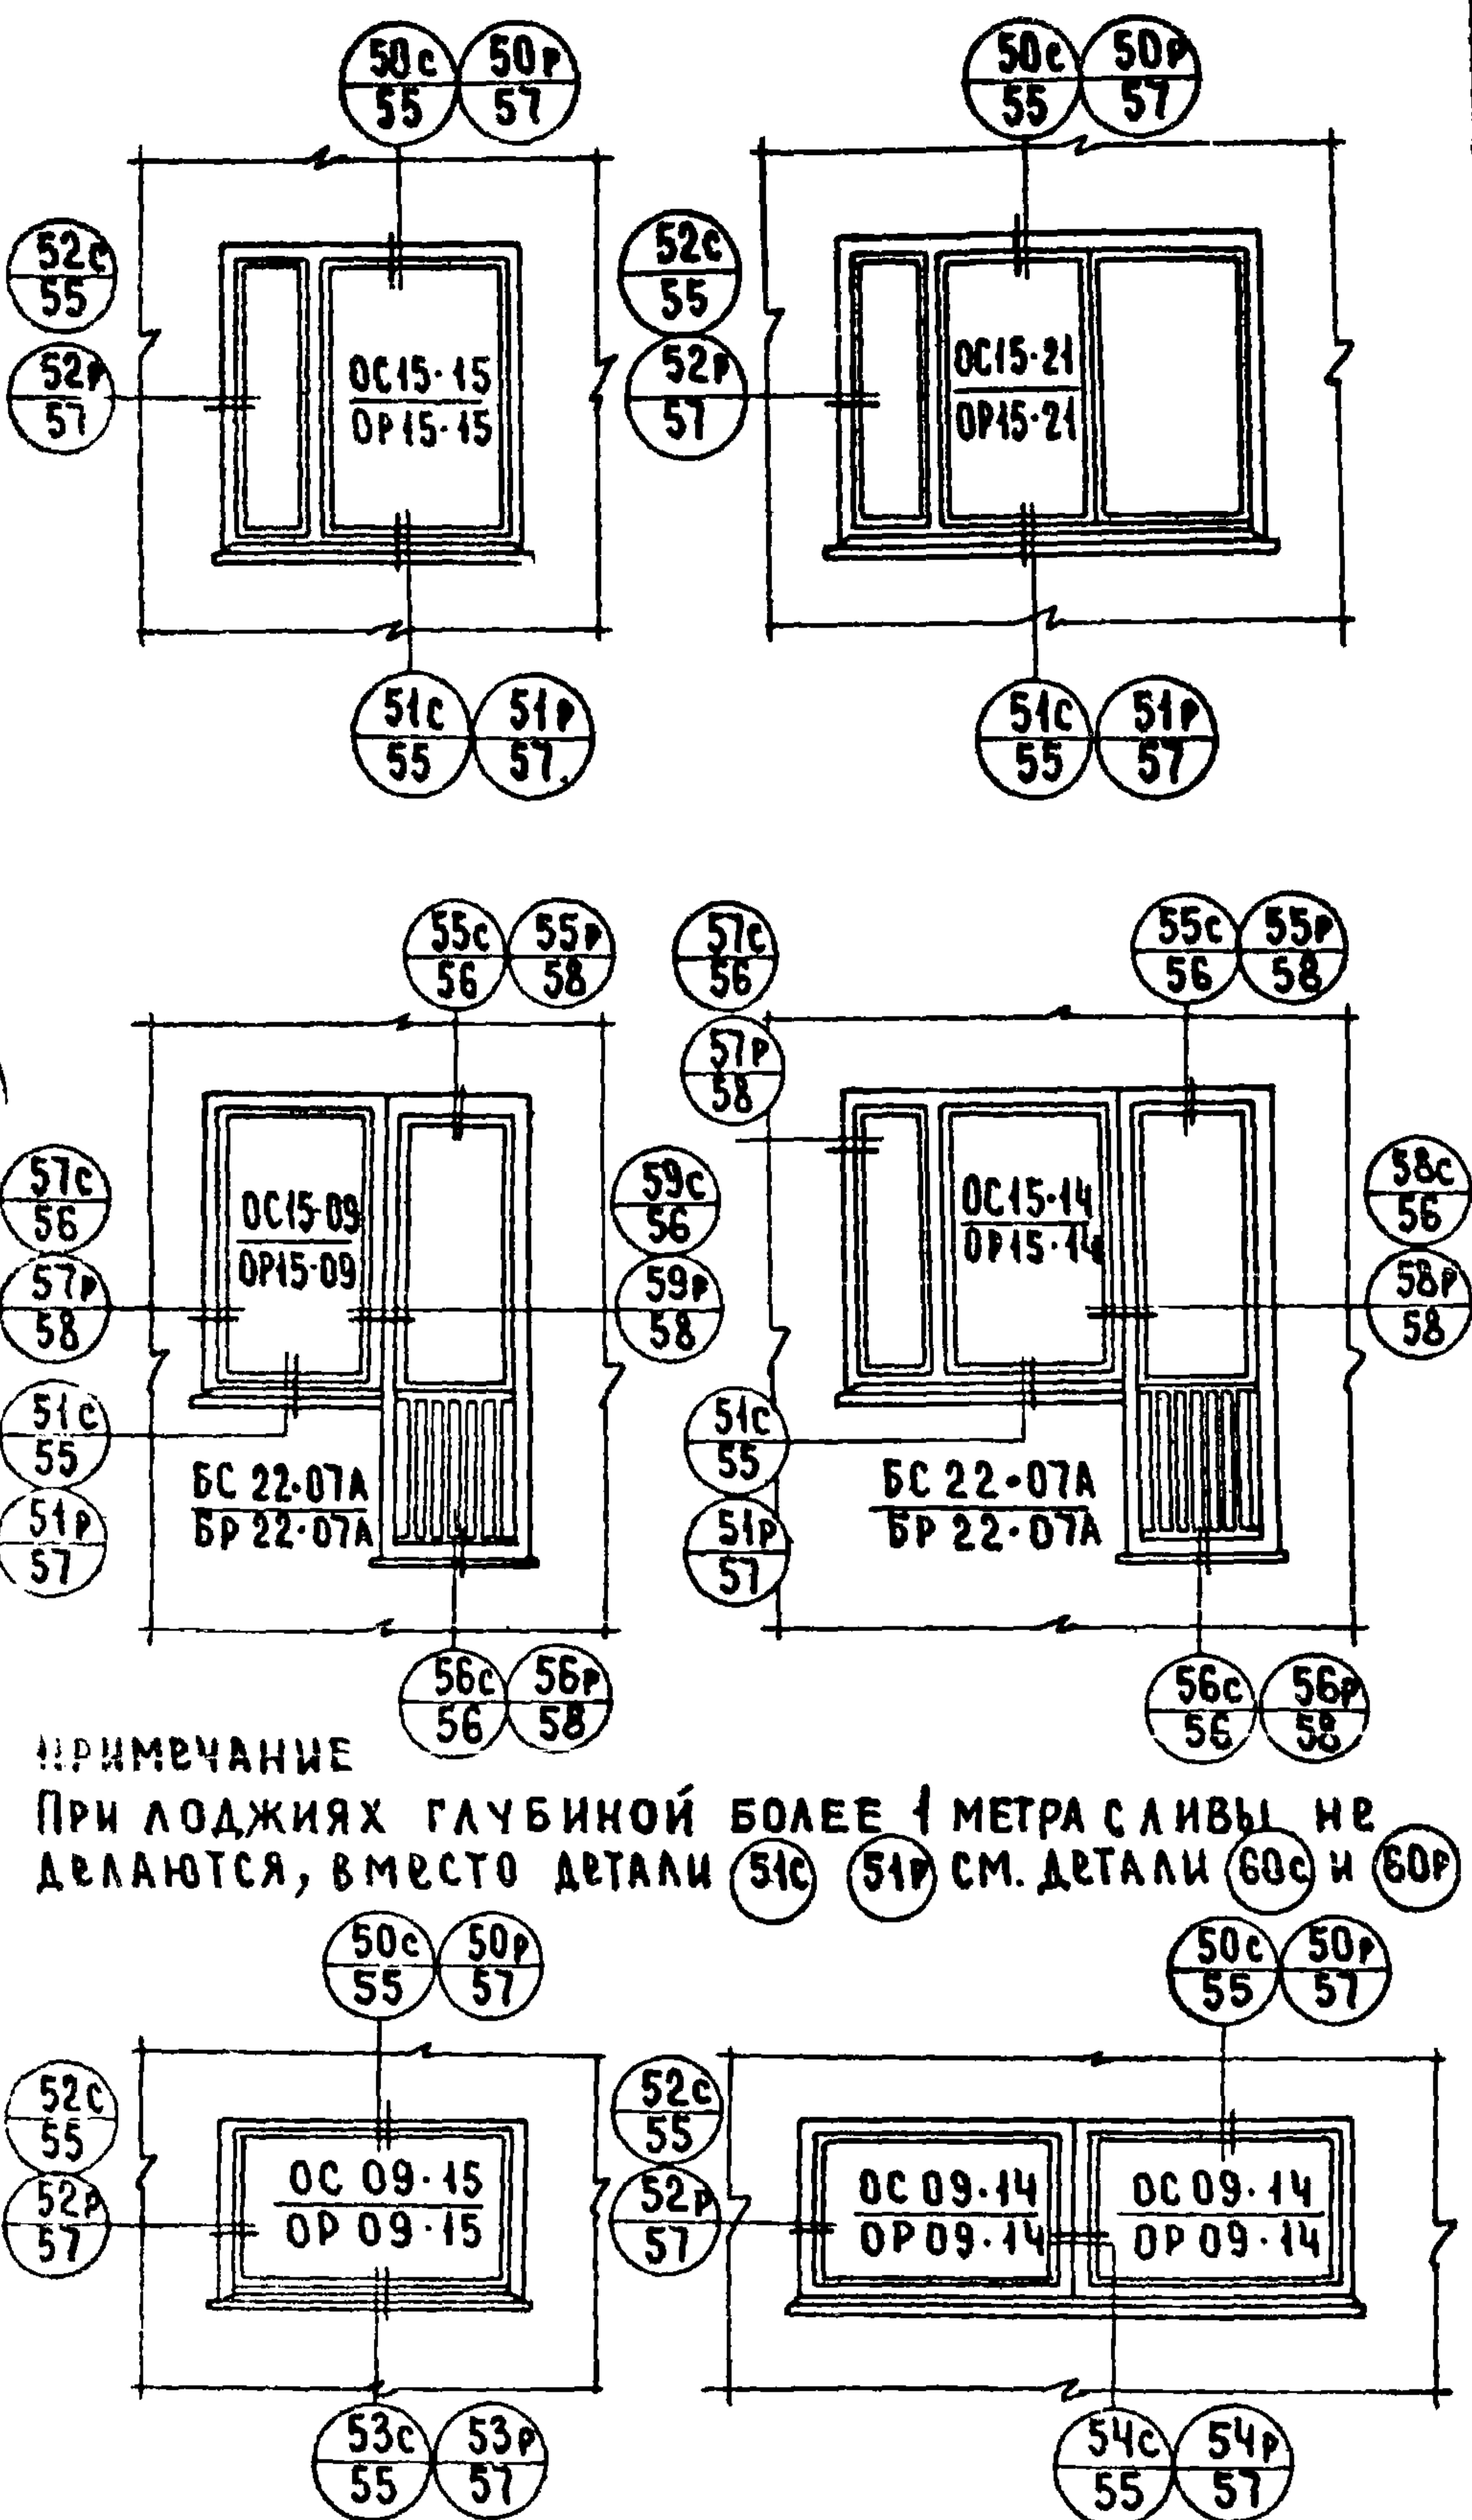 50с 50р 50с 50р
55 57 55 57
52с 52с
55 55
52р 52р
57 57
ОС15·15 ОС15·21
ОР15·15 ОР15·21
51с 51р 51с 51р
55 57 55 57
55с 55р 57с 55с 55р
56 58 56 56 58
57р
58
57с 59с 58с
56 56 56
ОС15·09 ОС15·14
ОР15·09 ОР15·14
57р 59р 58р
58 58 58
51с 51с
55 55
БС 22·07А БС 22·07А
БР 22·07А БР 22·07А
51р 51р
57 57
56с 56р 56с 56р
56 58 56 58
ПРИМЕЧАНИЕ
ПРИ ЛОДЖИЯХ ГЛУБИНОЙ БОЛЕЕ 1 МЕТРА СЛИВЫ НЕ
ДЕЛАЮТСЯ, ВМЕСТО ДЕТАЛИ 51с 51р СМ. ДЕТАЛИ 60с И 60р
50с 50р 50с 50р
55 57 55 57
52с 52с
55 55
52р 52р
57 57
ОС 09·15 ОС 09·14 ОС 09·14
ОР 09·15 ОР 09·14 ОР 09·14
53с 53р 54с 54р
55 57 55 57